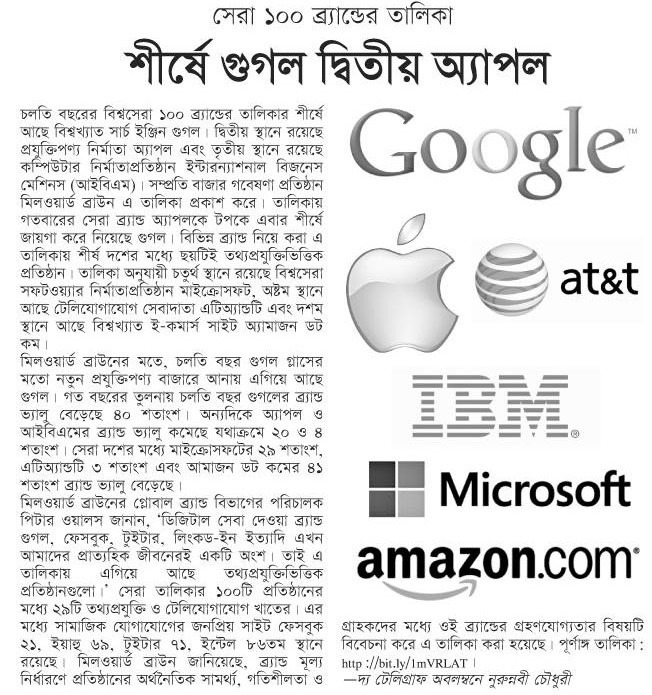 সেরা ১০০ ব্র্যান্ডের তালিকা
শীর্ষে গুগল দ্বিতীয় অ্যাপল
চলতি বছরের বিশ্বসেরা ১০০ ব্র্যান্ডের তালিকার শীর্ষে
আছে বিশ্বখ্যাত সার্চ ইঞ্জিন গুগল। দ্বিতীয় স্থানে রয়েছে
প্রযুক্তিপণ্য নির্মাতা অ্যাপল এবং তৃতীয় স্থানে রয়েছে
কম্পিউটার নির্মাতাপ্রতিষ্ঠান ইন্টারন্যাশনাল বিজনেস
মেশিনস (আইবিএম)। সম্প্রতি বাজার গবেষণা প্রতিষ্ঠান
মিলওয়ার্ড ব্রাউন এ তালিকা প্রকাশ করে। তালিকায়
গতবারের সেরা ব্র্যান্ড অ্যাপলকে টপকে এবার শীর্ষে
জায়গা করে নিয়েছে গুগল। বিভিন্ন ব্র্যান্ড নিয়ে করা এ
তালিকায় শীর্ষ দশের মধ্যে ছয়টিই তথ্যপ্রযুক্তিভিত্তিক
প্রতিষ্ঠান। তালিকা অনুযায়ী চতুর্থ স্থানে রয়েছে বিশ্বসেরা
সফটওয়্যার নির্মাতাপ্রতিষ্ঠান মাইক্রোসফট, অষ্টম স্থানে
আছে টেলিযোগাযোগ সেবাদাতা এটিঅ্যান্ডটি এবং দশম
স্থানে আছে বিশ্বখ্যাত ই-কমার্স সাইট অ্যামাজন ডট
কম।
মিলওয়ার্ড ব্রাউনের মতে, চলতি বছর গুগল গ্লাসের
মতো নতুন প্রযুক্তিপণ্য বাজারে আনায় এগিয়ে আছে
গুগল। গত বছরের তুলনায় চলতি বছর গুগলের ব্র্যান্ড
ভ্যালু বেড়েছে ৪০ শতাংশ। অন্যদিকে অ্যাপল ও
আইবিএমের ব্র্যান্ড ভ্যালু কমেছে যথাক্রমে ২০ ও ৪
শতাংশ। সেরা দশের মধ্যে মাইক্রোসফটের ২৯ শতাংশ,
এটিঅ্যান্ডটি ৩ শতাংশ এবং আমাজন ডট কমের ৪১
শতাংশ ব্র্যান্ড ভ্যালু বেড়েছে।
মিলওয়ার্ড ব্রাউনের গ্লোবাল ব্র্যান্ড বিভাগের পরিচালক
পিটার ওয়ালস জানান, ‘ডিজিটাল সেবা দেওয়া ব্র্যান্ড
গুগল, ফেসবুক, টুইটার, লিংকড-ইন ইত্যাদি এখন
আমাদের প্রাত্যহিক জীবনেরই একটি অংশ। তাই এ
তালিকায় এগিয়ে আছে তথ্যপ্রযুক্তিভিত্তিক
প্রতিষ্ঠানগুলো।’ সেরা তালিকার ১০০টি প্রতিষ্ঠানের
মধ্যে ২৯টি তথ্যপ্রযুক্তি ও টেলিযোগাযোগ খাতের। এর
মধ্যে সামাজিক যোগাযোগের জনপ্রিয় সাইট ফেসবুক
২১, ইয়াহু ৬৯, টুইটার ৭১, ইন্টেল ৮৬তম স্থানে
রয়েছে। মিলওয়ার্ড ব্রাউন জানিয়েছে, ব্র্যান্ড মূল্য
নির্ধারণে প্রতিষ্ঠানের অর্থনৈতিক সামর্থ্য, গতিশীলতা ও
Google™
at&t
IBM®
Microsoft
amazon.com®
গ্রাহকদের মধ্যে ওই ব্র্যান্ডের গ্রহণযোগ্যতার বিষয়টি
বিবেচনা করে এ তালিকা করা হয়েছে। পূর্ণাঙ্গ তালিকা :
http://bit.ly/1mVRLAT ।
—দ্য টেলিগ্রাফ অবলম্বনে নুরুন্নবী চৌধুরী